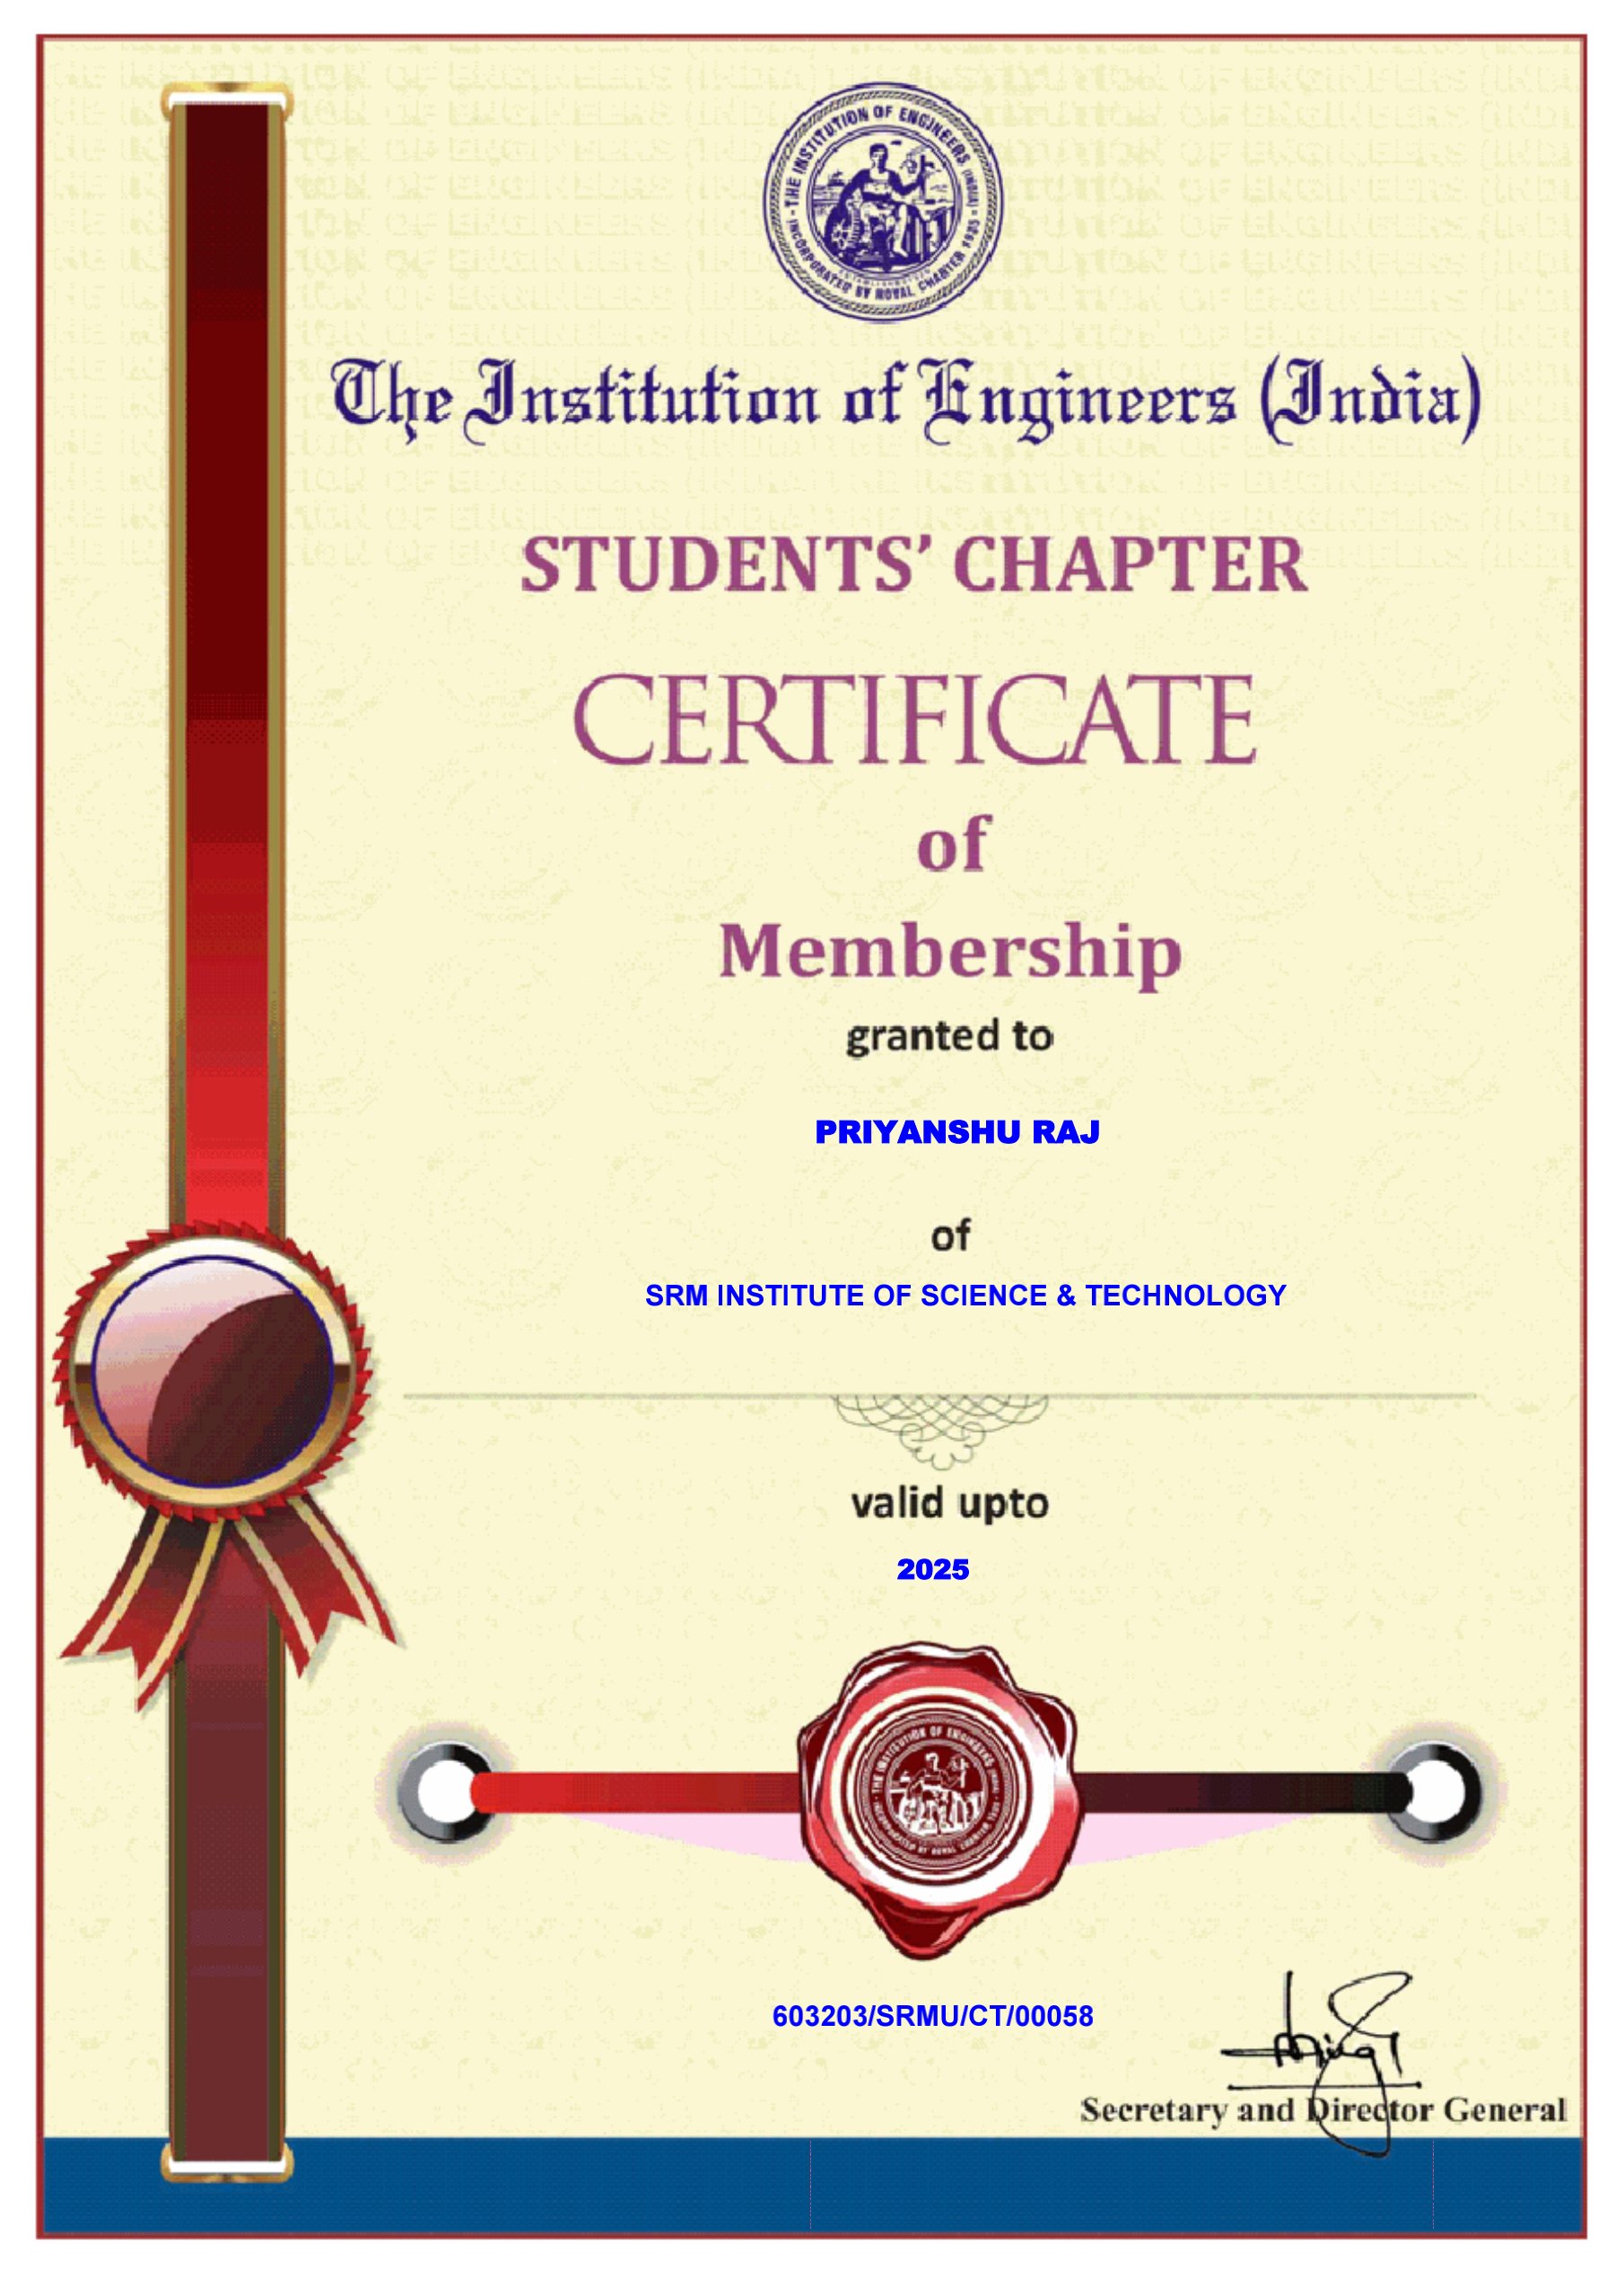 THE INSTITUTION OF ENGINEERS (INDIA)
INCORPORATED BY ROYAL CHARTER 1935
The Institution of Engineers (India)
STUDENTS’ CHAPTER
CERTIFICATE
of
Membership
granted to
PRIYANSHU RAJ
of
SRM INSTITUTE OF SCIENCE & TECHNOLOGY
valid upto
2025
THE INSTITUTION OF ENGINEERS
INCORPORATED BY ROYAL CHARTER 1935
603203/SRMU/CT/00058
Secretary and Director General